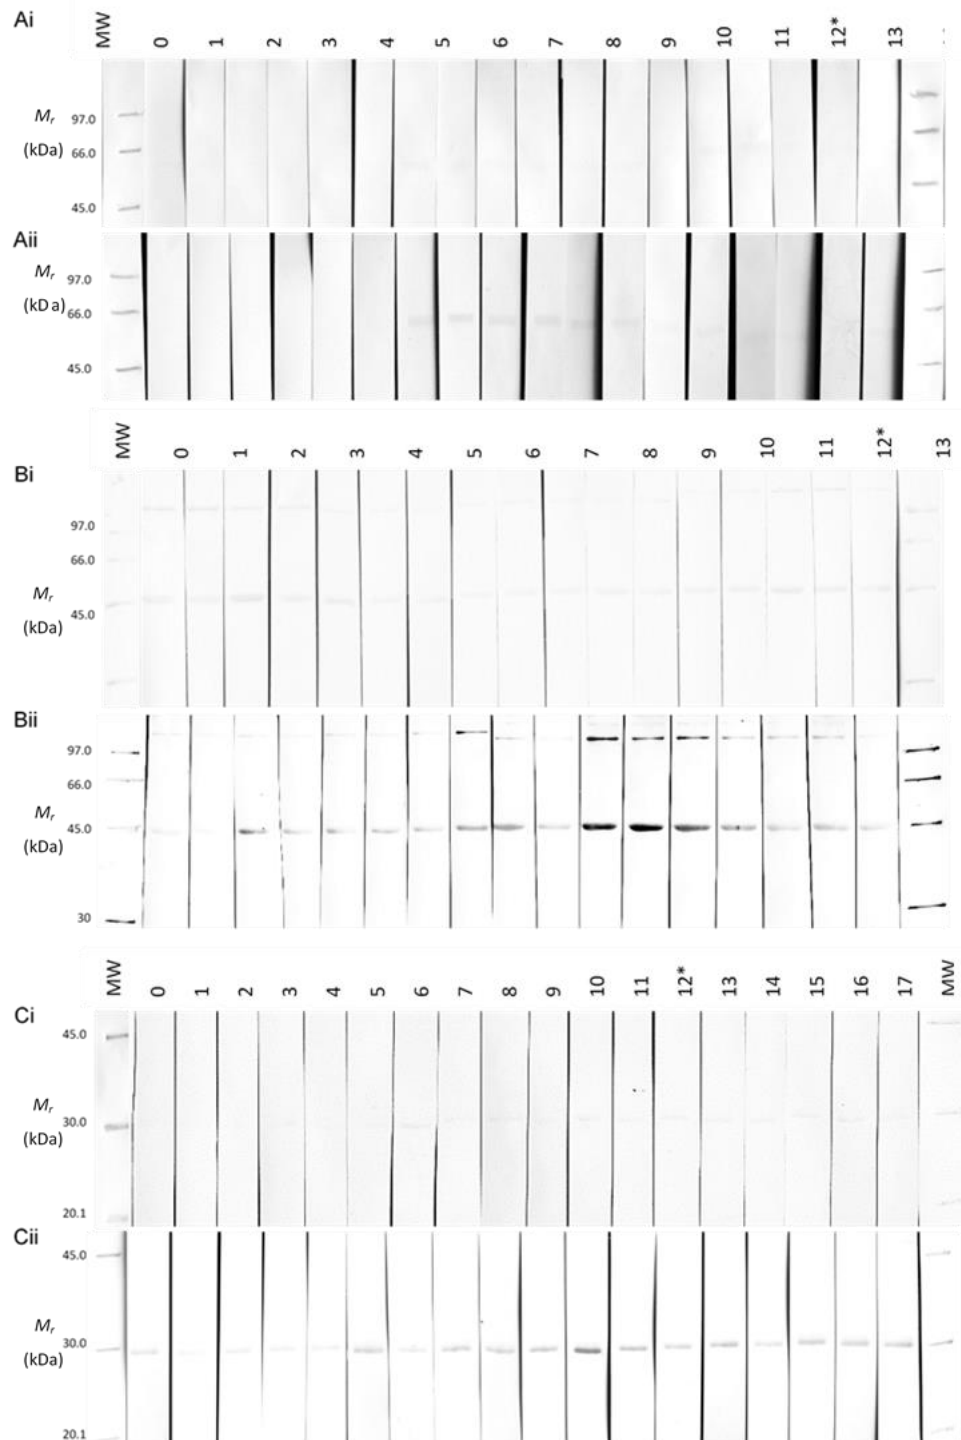 Ai
MW 0 1 2 3 4 5 6 7 8 9 10 11 12* 13
Mr
(kDa)
97.0
66.0
45.0
Aii
Mr
(kDa)
97.0
66.0
45.0
MW 0 1 2 3 4 5 6 7 8 9 10 11 12* 13
Bi
97.0
66.0
Mr
(kDa)
45.0
Bii
97.0
66.0
Mr
(kDa)
45.0
30
MW 0 1 2 3 4 5 6 7 8 9 10 11 12* 13 14 15 16 17 MW
Ci
45.0
Mr
(kDa)
30.0
20.1
Cii
45.0
Mr
(kDa)
30.0
20.1